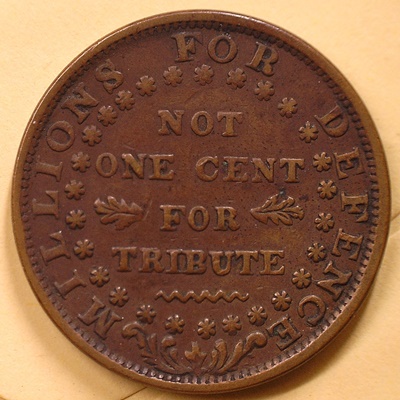 MILLIONS FOR DEFENCE
NOT
ONE CENT
FOR
TRIBUTE